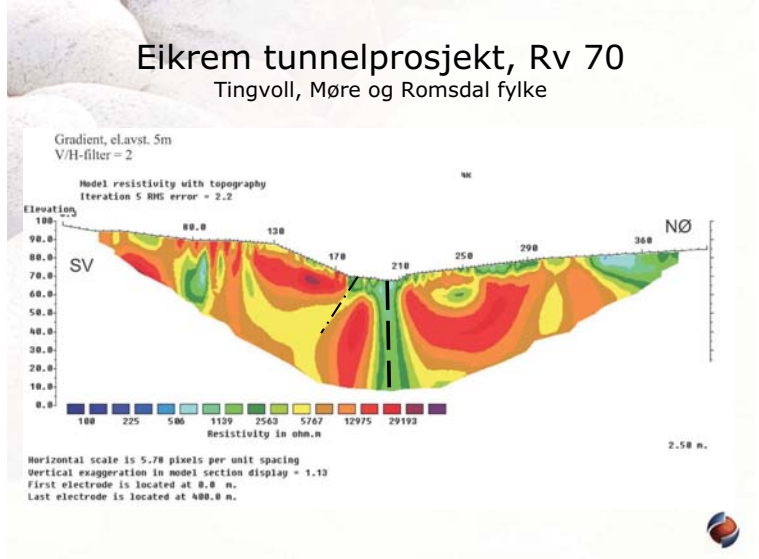 Eikrem tunnelprosjekt, Rv 70
Tingvoll, Møre og Romsdal fylke
Gradient, el.avst. 5m
V/H-filter = 2
Model resistivity with topography
Iteration 5 RMS error = 2.2
4K
Elevation
100
90.0
80.0
70.0
60.0
50.0
40.0
30.0
20.0
10.0
0.0
80.0 130 170 210 250 290 360
SV
NØ
100 225 506 1139 2563 5767 12975 29193
Resistivity in ohm.m
2.50 m.
Horizontal scale is 5.78 pixels per unit spacing
Vertical exaggeration in model section display = 1.13
First electrode is located at 0.0 m.
Last electrode is located at 400.0 m.